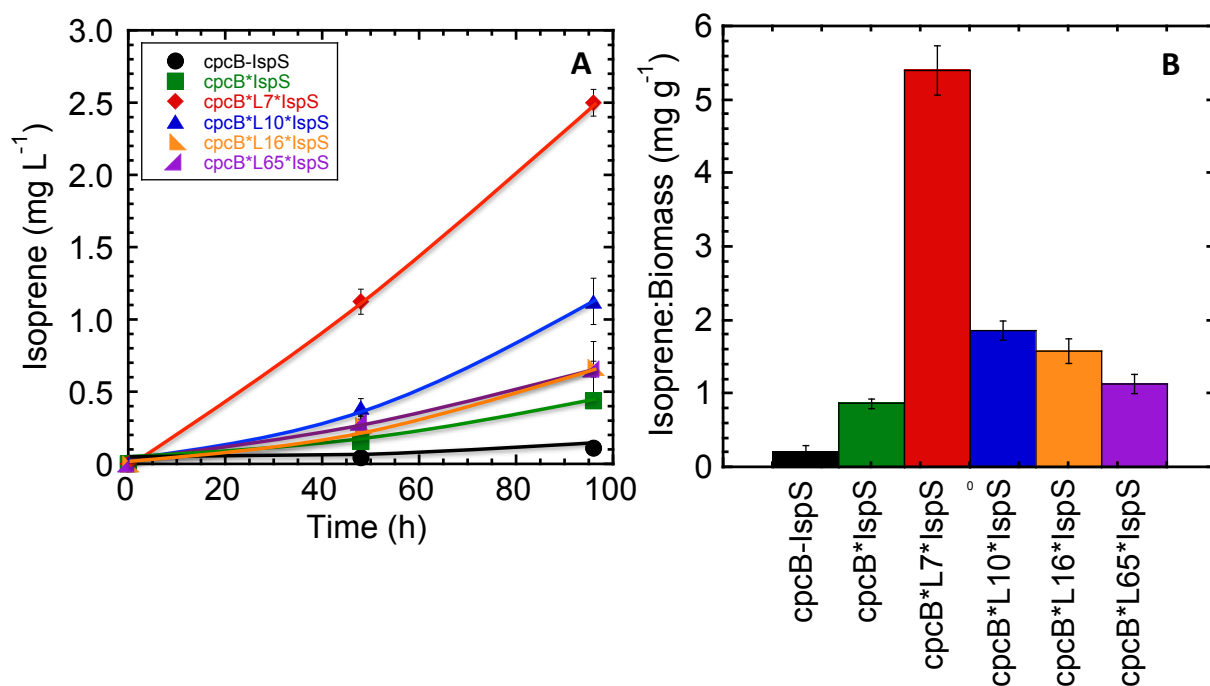 A
cpcB-IspS
cpcB*IspS
cpcB*L7*IspS
cpcB*L10*IspS
cpcB*L16*IspS
cpcB*L65*IspS
3.0
2.5
2.0
1.5
1.0
0.5
0
0 20 40 60 80 100
Time (h)
Isoprene (mg L-1)
B
6
5
4
3
2
1
0
Isoprene:Biomass (mg g-1)
0
cpcB-IspS
cpcB*IspS
cpcB*L7*IspS
cpcB*L10*IspS
cpcB*L16*IspS
cpcB*L65*IspS